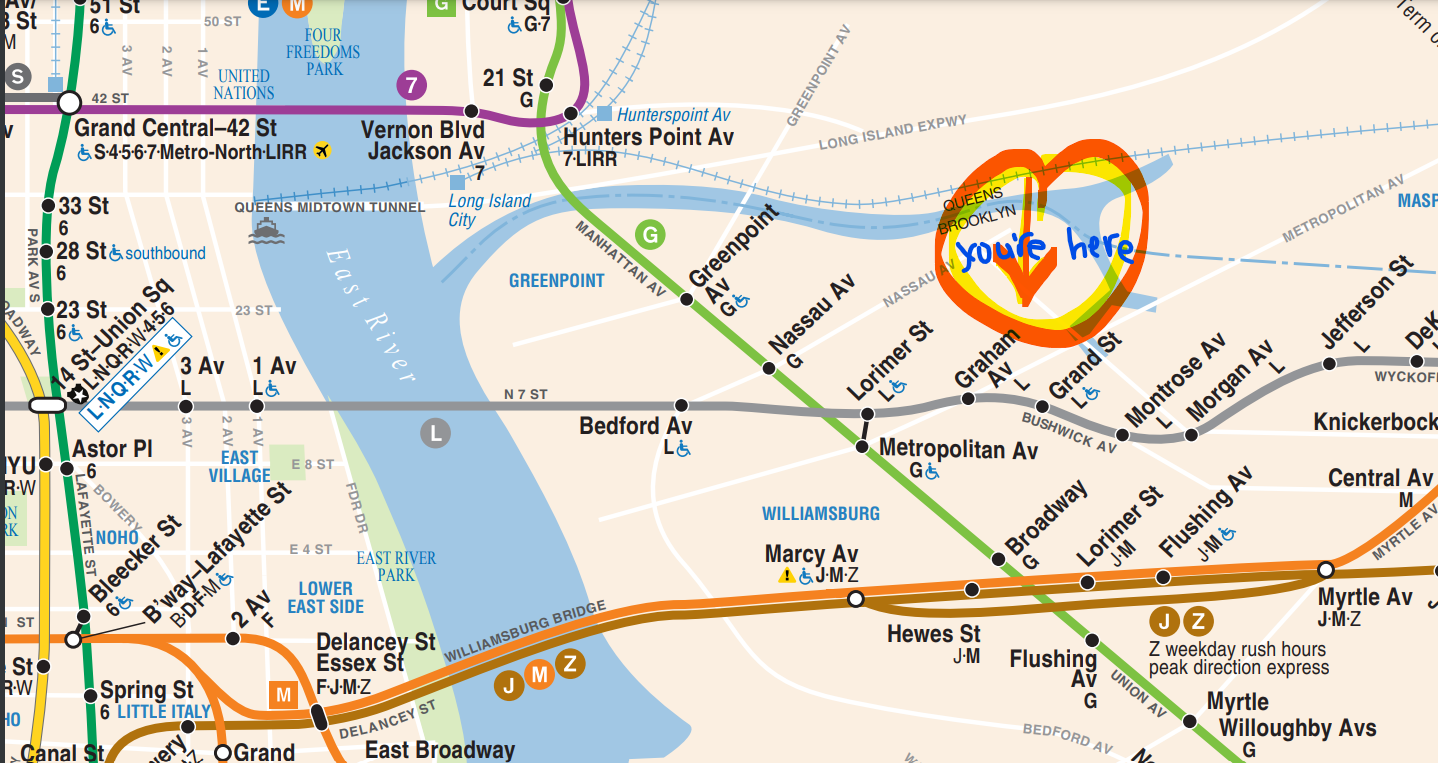 51 St
6
50 ST
3 AV
2 AV
1 AV
E
M
FOUR
FREEDOMS
PARK
UNITED
NATIONS
G
Court Sq
G·7
Term
S
42 ST
Grand Central–42 St
S·4·5·6·7·Metro-North·LIRR
7
Vernon Blvd
Jackson Av
7
21 St
G
Hunterspoint Av
Hunters Point Av
7·LIRR
GREENPOINT AV
LONG ISLAND EXPWY
Long Island
City
QUEENS MIDTOWN TUNNEL
33 St
6
28 St
southbound
6
PARK AV S
23 St
6
23 ST
14 St–Union Sq
L·N·Q·R·W·4·5·6
L·N·Q·R·W
East River
MANHATTAN AV
G
GREENPOINT
Greenpoint
Av
G
Nassau Av
G
NASSAU AV
QUEENS
BROOKLYN
you're here
METROPOLITAN AV
MASP
3 Av
L
1 Av
L
3 AV
2 AV
1 AV
L
N 7 ST
Bedford Av
L
Lorimer St
L
Graham
Av
L
Grand St
L
Montrose Av
L
Morgan Av
L
Jefferson St
L
DeK
WYCKOFF
BUSHWICK AV
Metropolitan Av
G
Knickerbock
Astor Pl
6
NYU
R·W
LAFAYETTE ST
BOWERY
NOHO
EAST
VILLAGE
E 8 ST
E 4 ST
FDR DR
EAST RIVER
PARK
LOWER
EAST SIDE
Bleecker St
6
B'way–Lafayette St
B·D·F·M
2 Av
F
WILLIAMSBURG
Marcy Av
J·M·Z
Broadway
G
Lorimer St
J·M
Flushing Av
J·M
Central Av
M
MYRTLE AV
Myrtle Av
J·M·Z
Hewes St
J·M
J
Z
Z weekday rush hours
peak direction express
Flushing
Av
G
UNION AV
Myrtle
Willoughby Avs
G
BEDFORD AV
WILLIAMSBURG BRIDGE
J
M
Z
Delancey St
Essex St
F·J·M·Z
M
DELANCEY ST
Spring St
6
LITTLE ITALY
Canal St
Grand
East Broadway